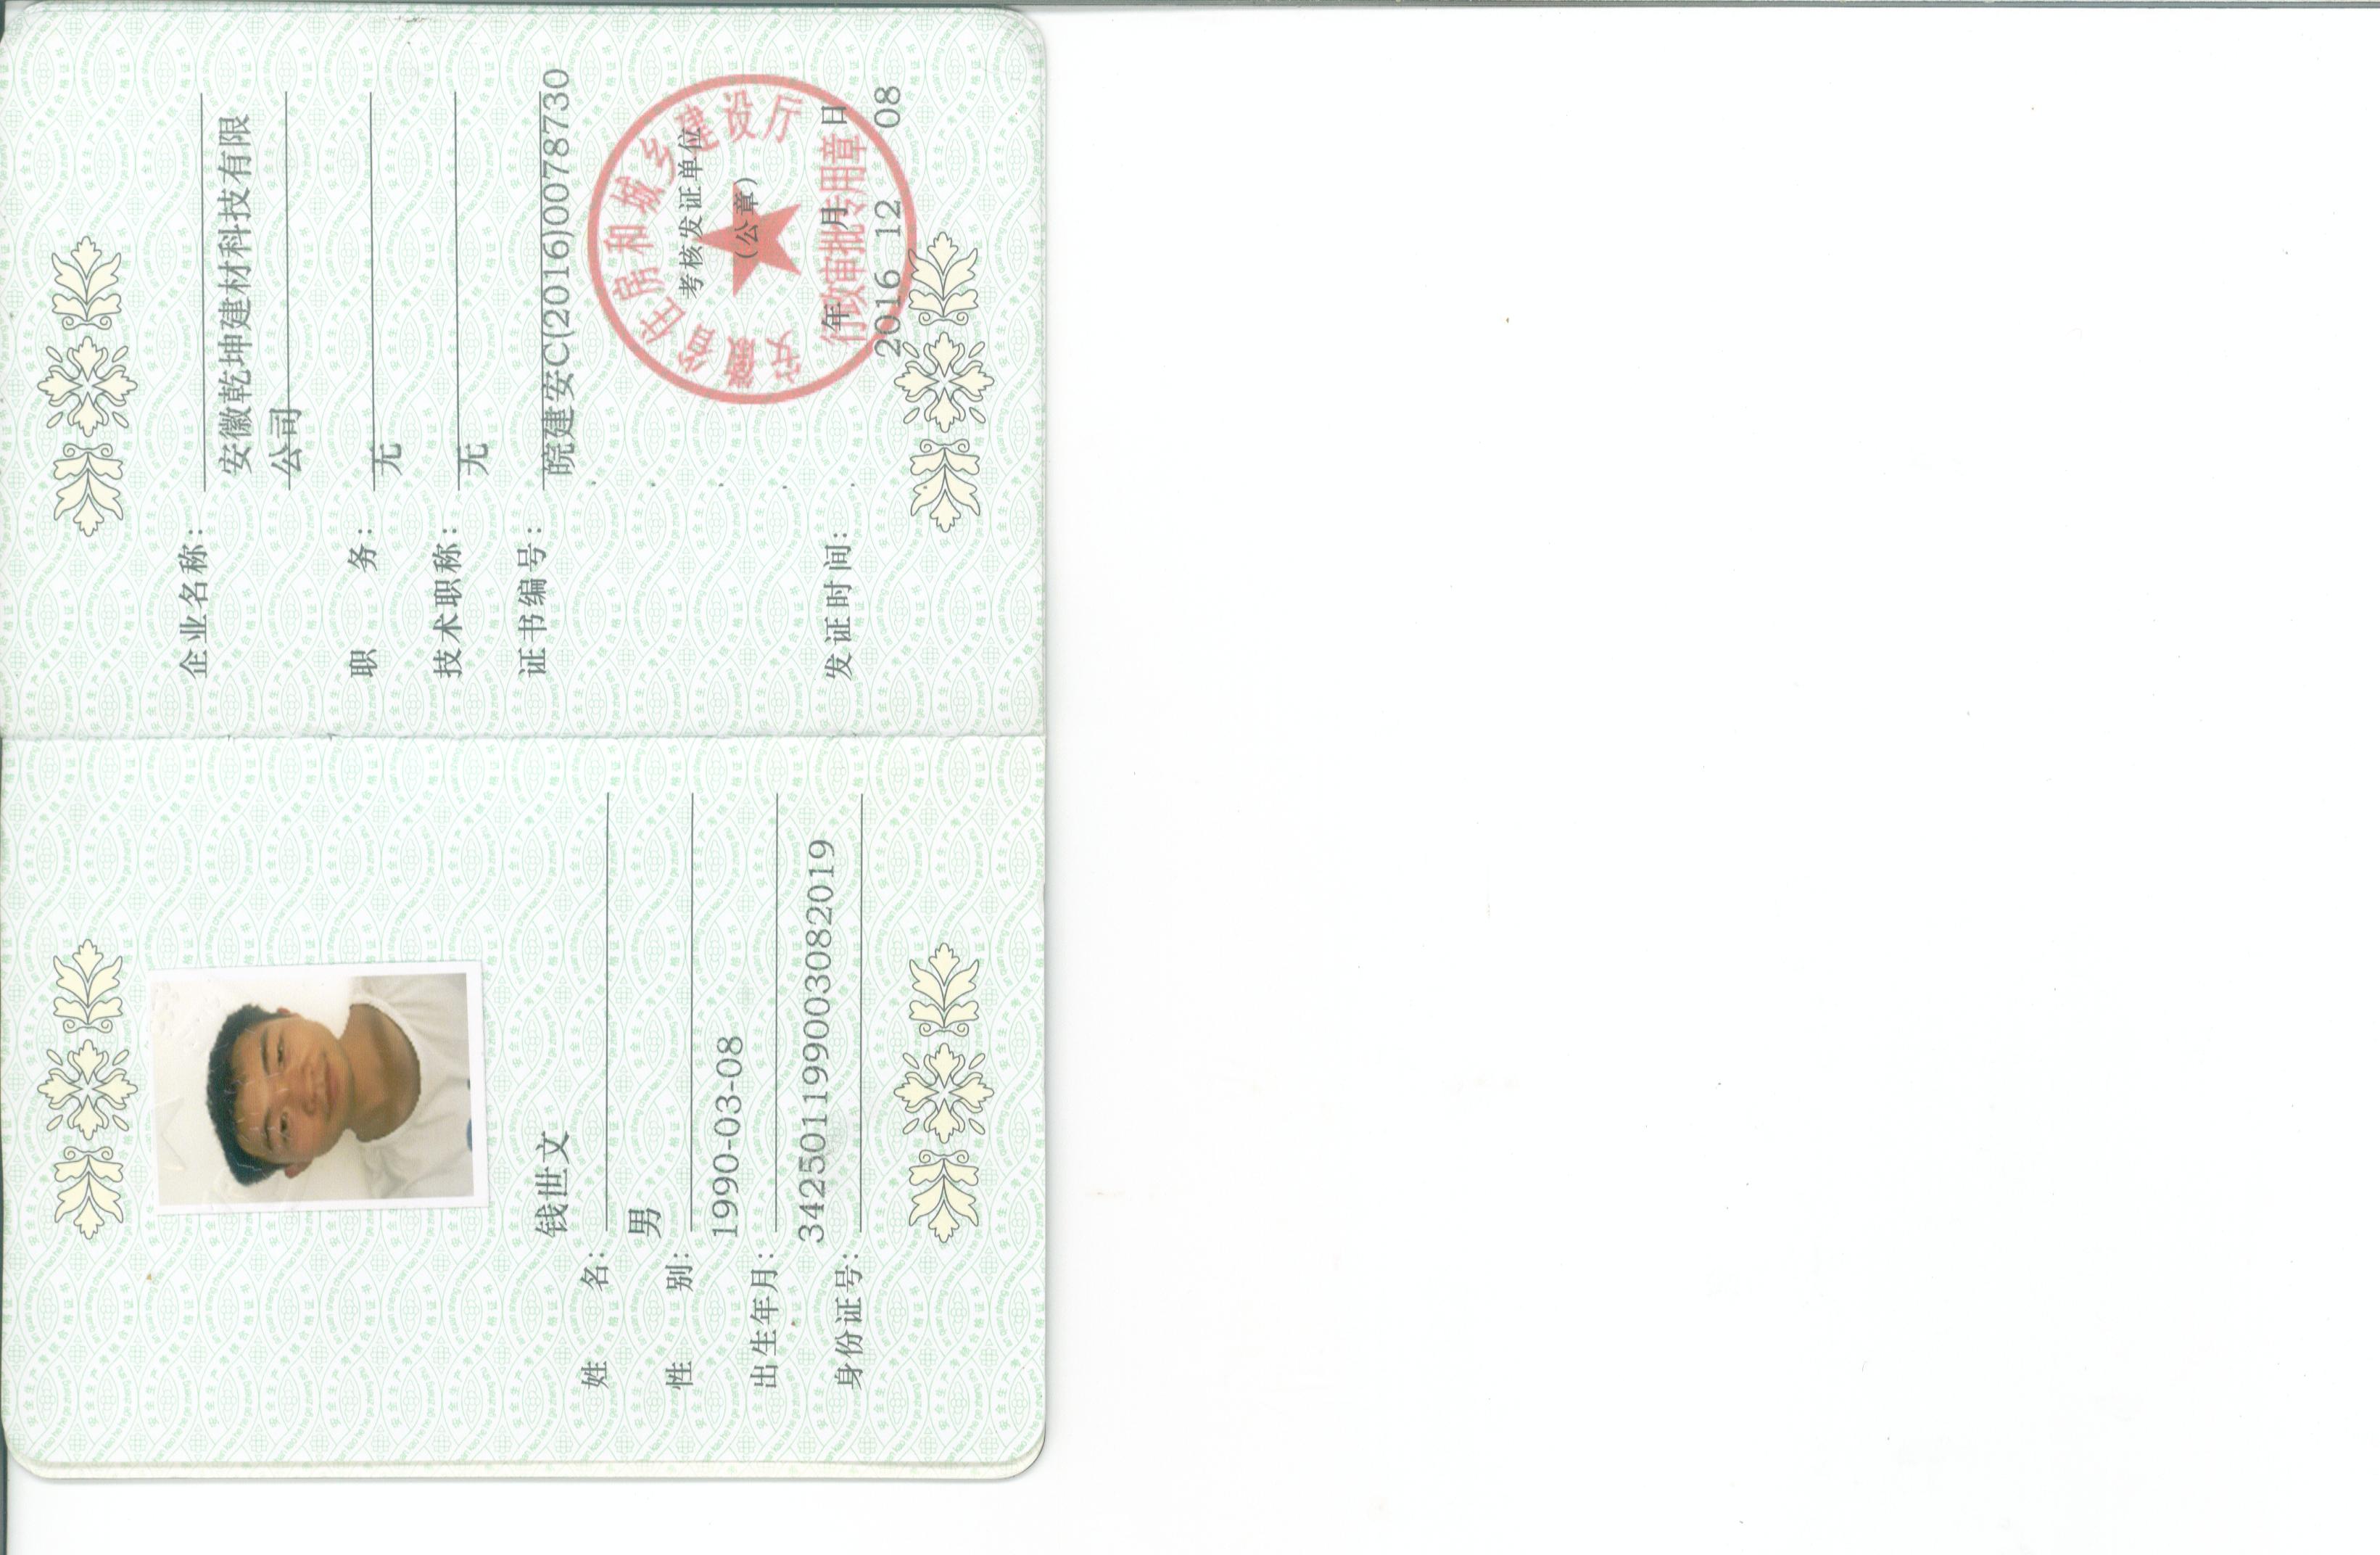 姓 名: 钱世文
性 别: 男
出生年月: 1990-03-08
身份证号: 342501199003082019
企业名称: 安徽乾坤建材科技有限
公司
职 务: 无
技术职称: 无
证书编号: 皖建安C(2016)0078730
安徽省住房和城乡建设厅
行政审批专用章
考核发证单位
(公章)
发证时间: 年 月 日
2016 12 08